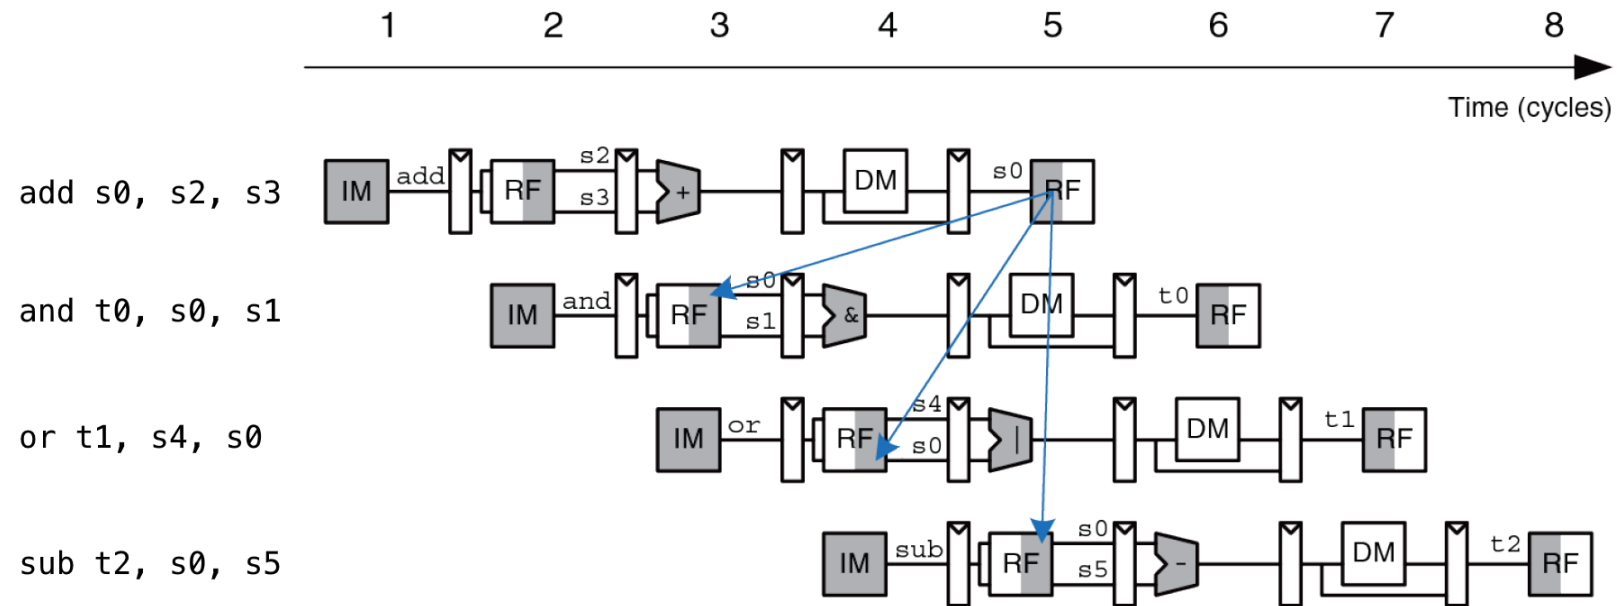 1 2 3 4 5 6 7 8
Time (cycles)
add s0, s2, s3 IM add RF s2 s3 + DM s0 RF
and t0, s0, s1 IM and RF s0 s1 & DM t0 RF
or t1, s4, s0 IM or RF s4 s0 | DM t1 RF
sub t2, s0, s5 IM sub RF s0 s5 - DM t2 RF